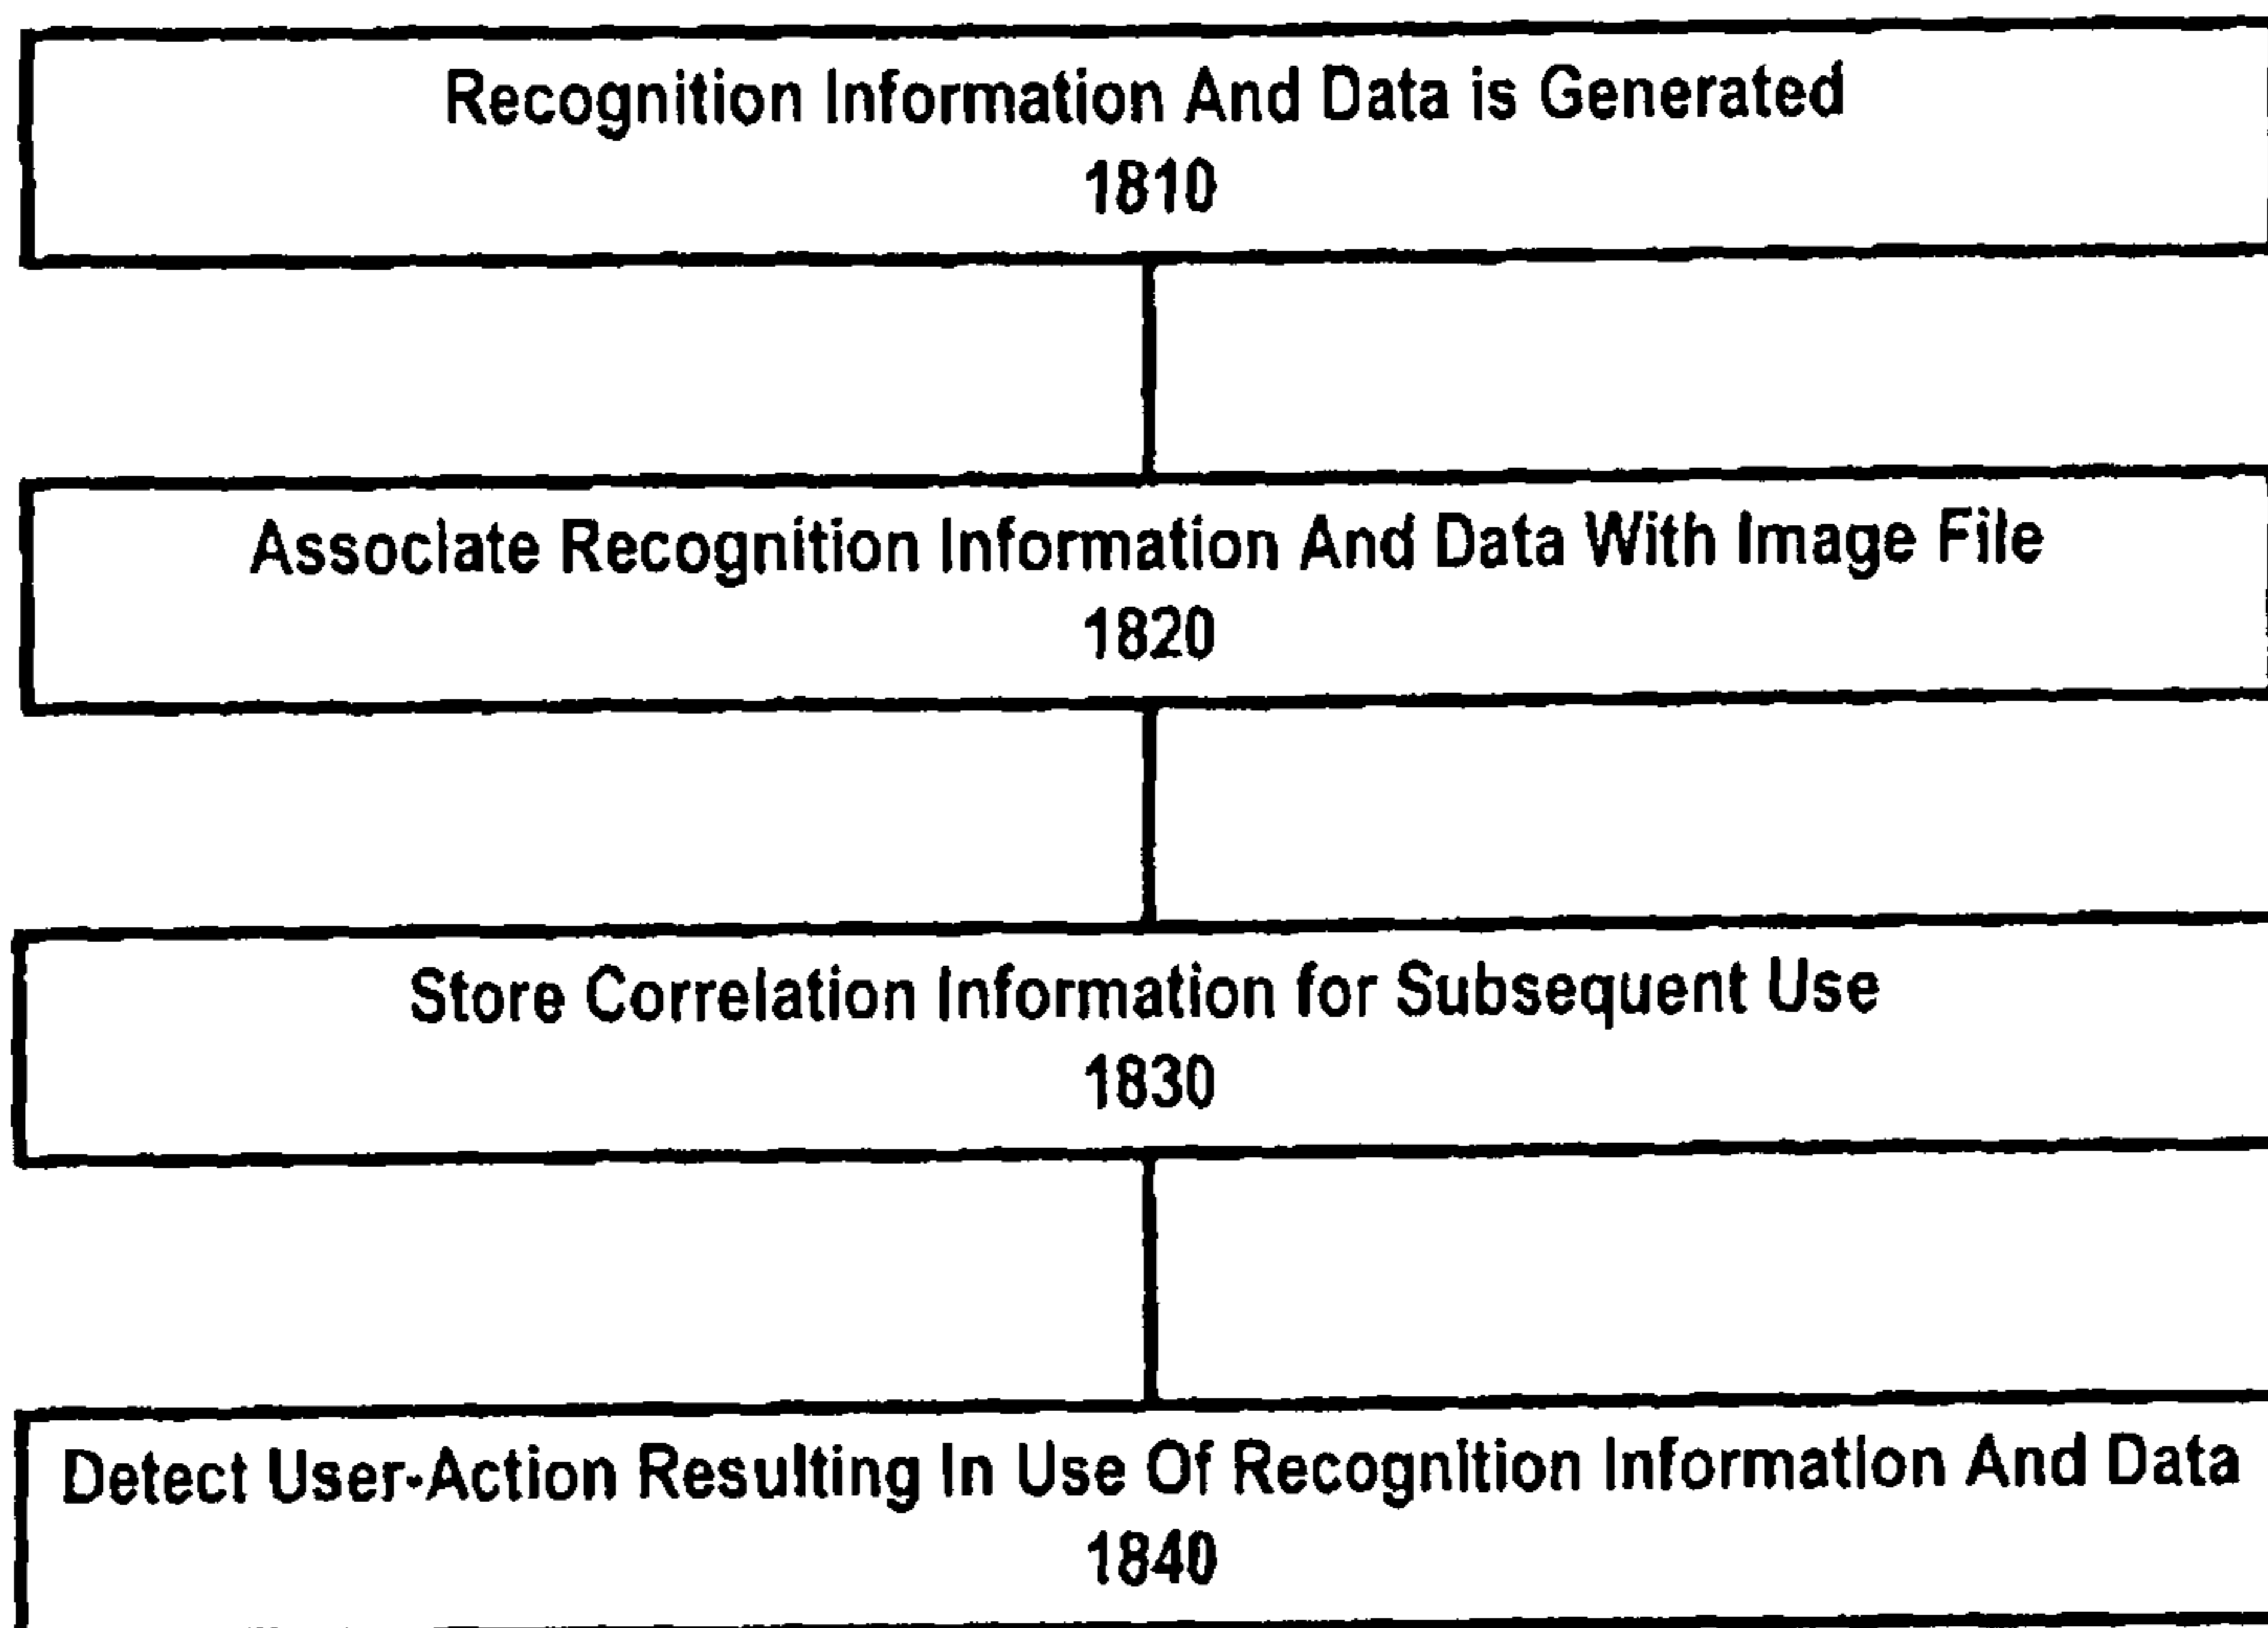 Recognition Information And Data is Generated
1810
Associate Recognition Information And Data With Image File
1820
Store Correlation Information for Subsequent Use
1830
Detect User-Action Resulting In Use Of Recognition Information And Data
1840